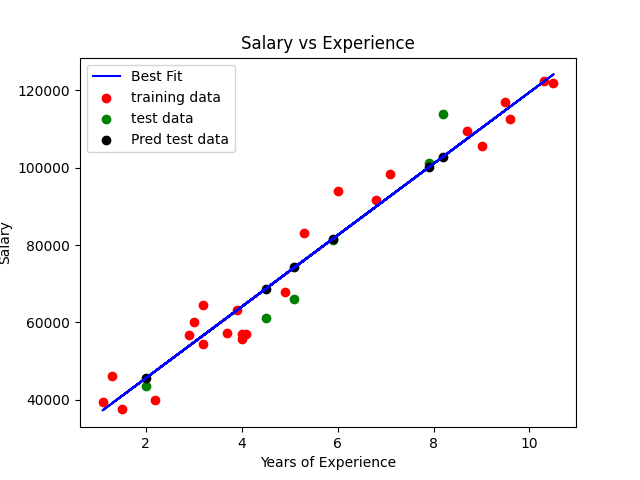 Salary vs Experience
Best Fit
training data
test data
Pred test data
120000
100000
80000
60000
40000
Salary
2
4
6
8
10
Years of Experience